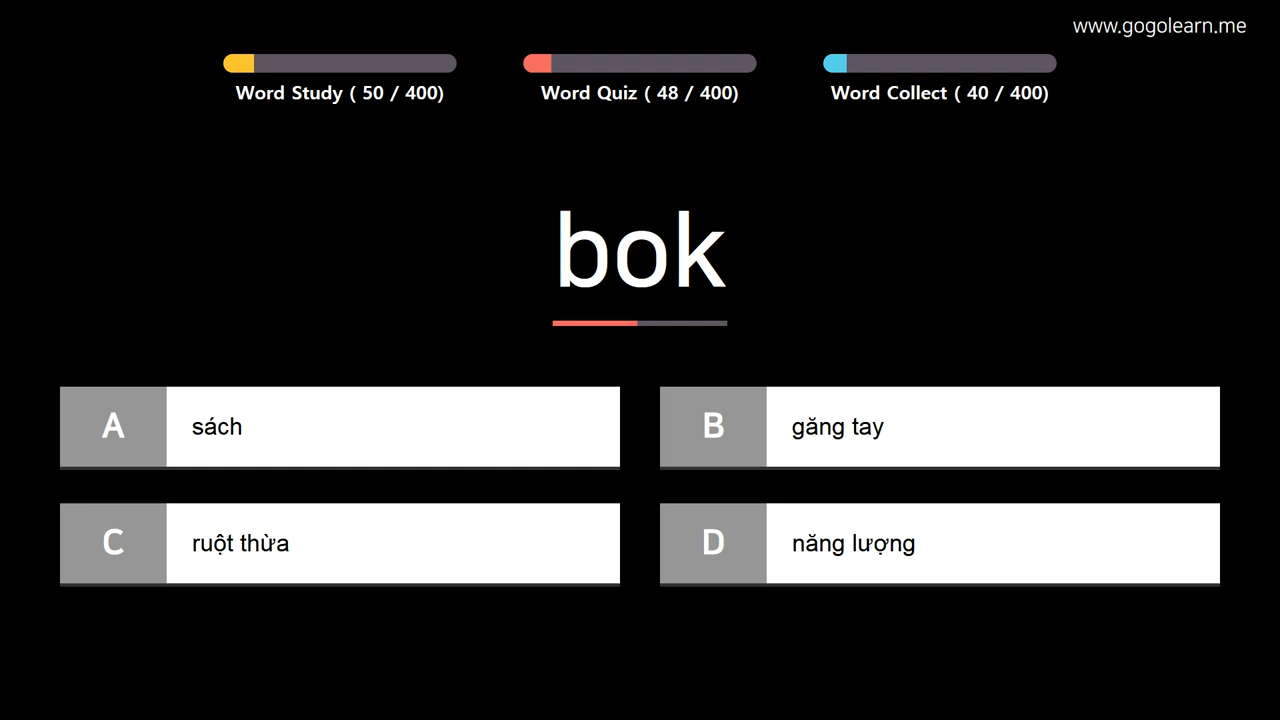 www.gogolearn.me
Word Study ( 50 / 400)
Word Quiz ( 48 / 400)
Word Collect ( 40 / 400)
bok
A
sách
B
găng tay
C
ruột thừa
D
năng lượng